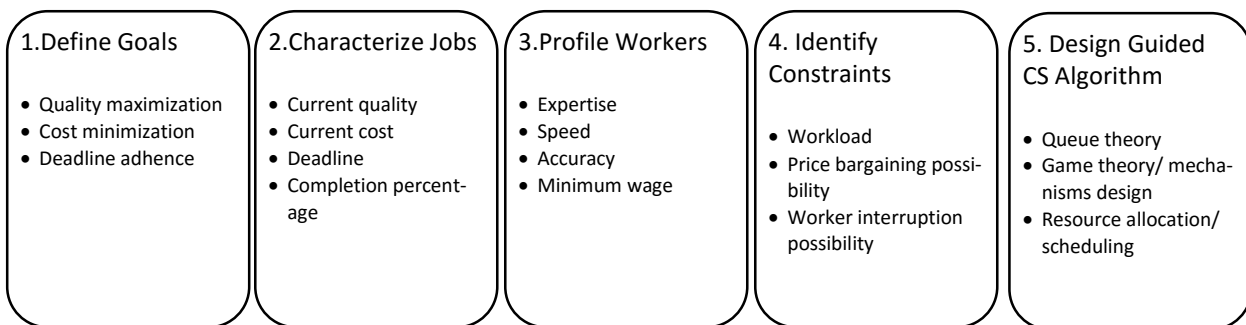 1.Define Goals
• Quality maximization
• Cost minimization
• Deadline adhence
2.Characterize Jobs
• Current quality
• Current cost
• Deadline
• Completion percent-
age
3.Profile Workers
• Expertise
• Speed
• Accuracy
• Minimum wage
4. Identify
Constraints
• Workload
• Price bargaining possi-
bility
• Worker interruption
possibility
5. Design Guided
CS Algorithm
• Queue theory
• Game theory/ mecha-
nisms design
• Resource allocation/
scheduling